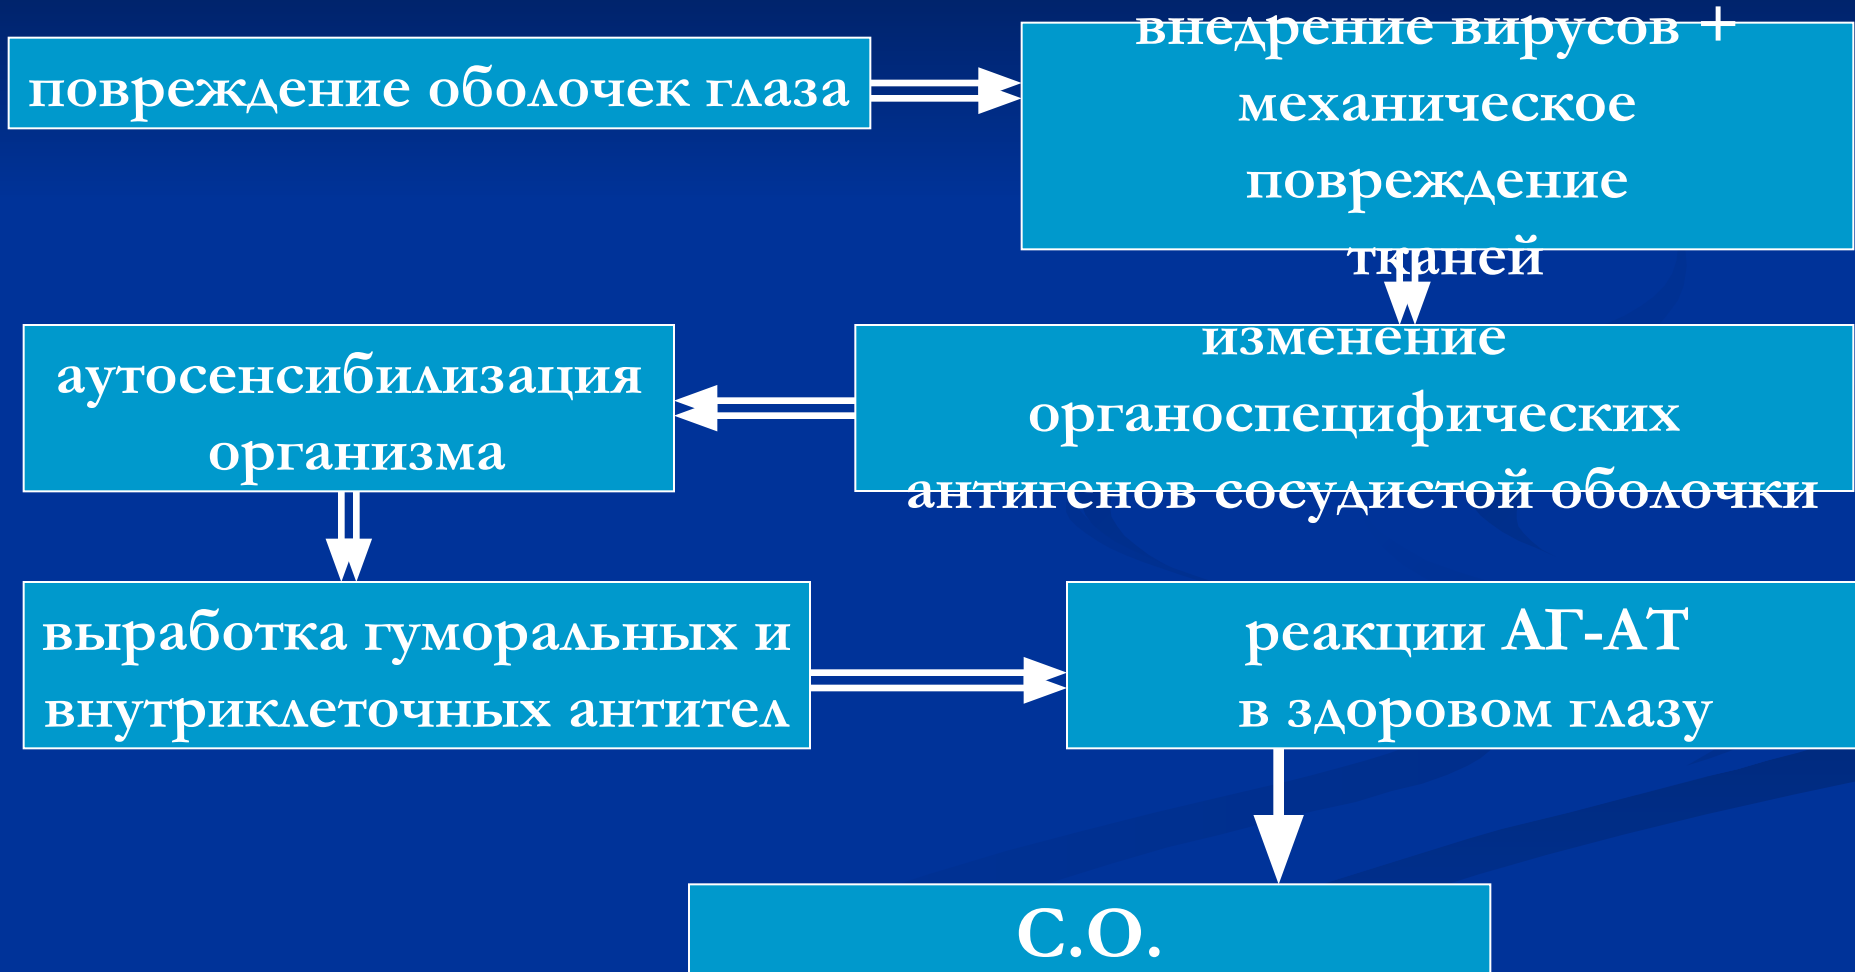 повреждение оболочек глаза
внедрение вирусов +
механическое
повреждение
тканей
изменение
органоспецифических
антигенов сосудистой оболочки
аутосенсибилизация
организма
выработка гуморальных и
внутриклеточных антител
реакции АГ-АТ
в здоровом глазу
С.О.